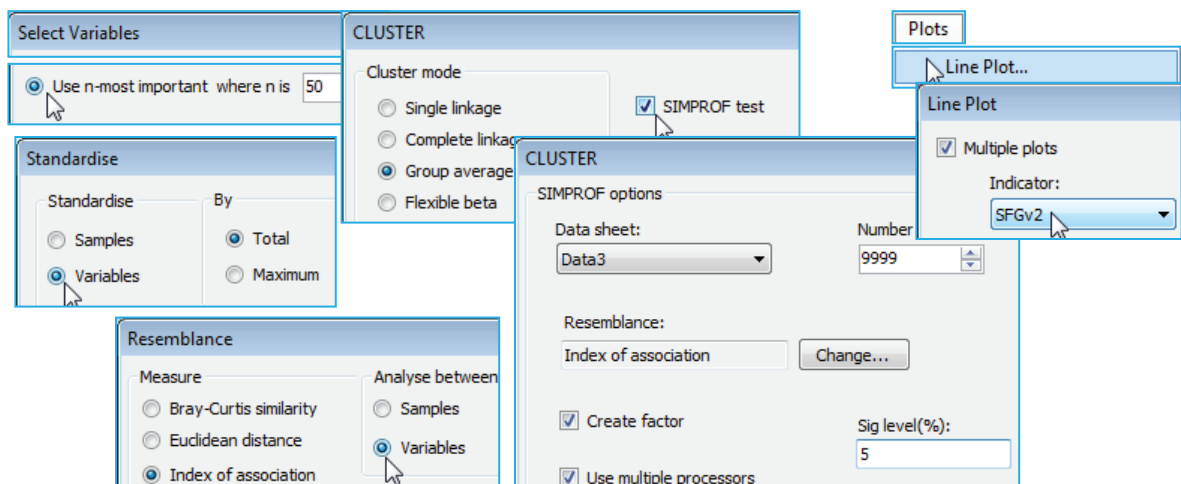 Select Variables
Use n-most important where n is 50
CLUSTER
Cluster mode
Single linkage
Complete linkag
Group average
Flexible beta
SIMPROF test
Plots
Line Plot...
Line Plot
Multiple plots
Indicator:
SFGv2
Standardise
Standardise
Samples
Variables
By
Total
Maximum
CLUSTER
SIMPROF options
Data sheet:
Data3
Number
9999
Resemblance:
Index of association
Change...
Create factor
Sig level(%):
5
Use multiple processors
Resemblance
Measure
Bray-Curtis similarity
Euclidean distance
Index of association
Analyse between
Samples
Variables